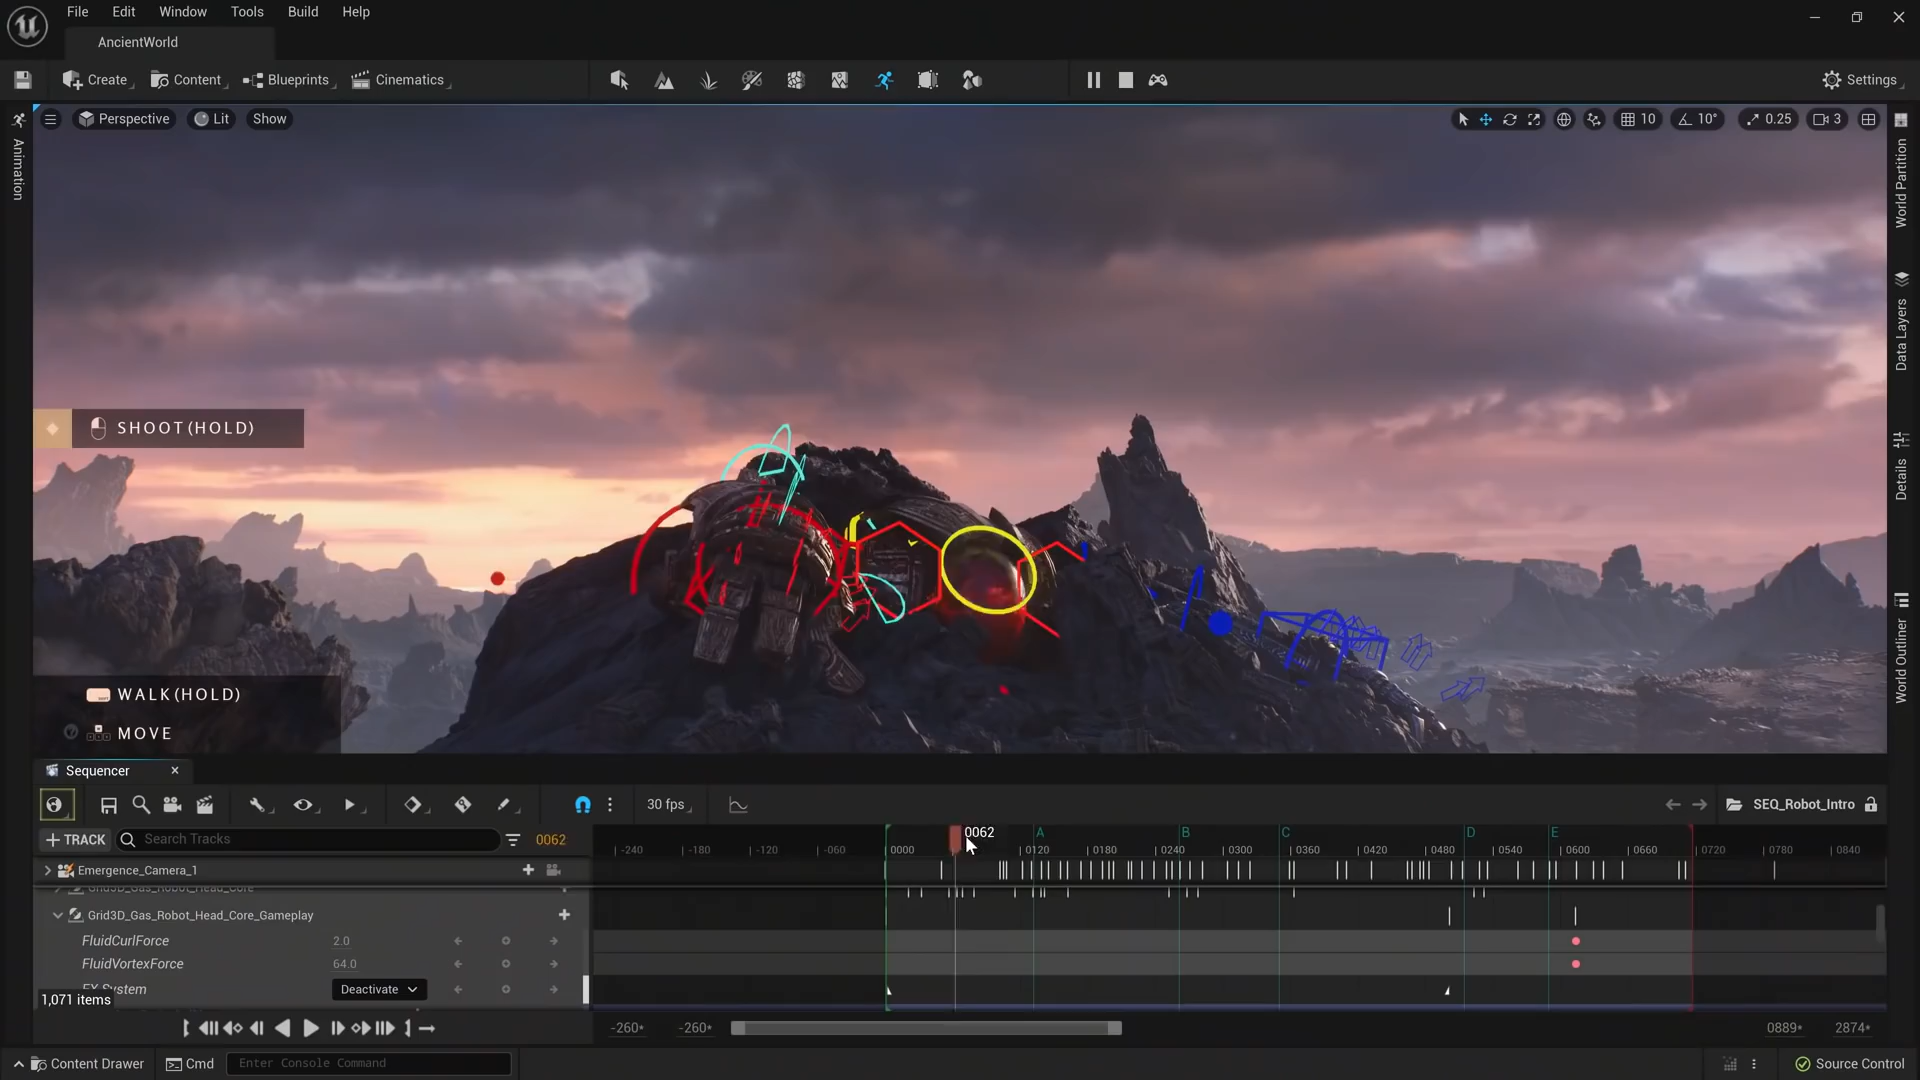 File Edit Window Tools Build Help
AncientWorld
Create Content Blueprints Cinematics Settings
Perspective Lit Show 10 10° 0.25 3
Animation
World Partition
Data Layers
Details
World Outliner
SHOOT(HOLD)
WALK(HOLD)
MOVE
Sequencer
30 fps SEQ_Robot_Intro
+ TRACK Search Tracks 0062
0062 A B C D E
-240 -180 -120 -060 0000 0120 0180 0240 0300 0360 0420 0480 0540 0600 0660 0720 0780 0840
Emergence_Camera_1
Grid3D_Gas_Robot_Head_Core
Grid3D_Gas_Robot_Head_Core_Gameplay
FluidCurlForce 2.0
FluidVortexForce 64.0
FX System Deactivate
1,071 items
-260* -260* 0889* 2874*
Content Drawer Cmd Enter Console Command Source Control